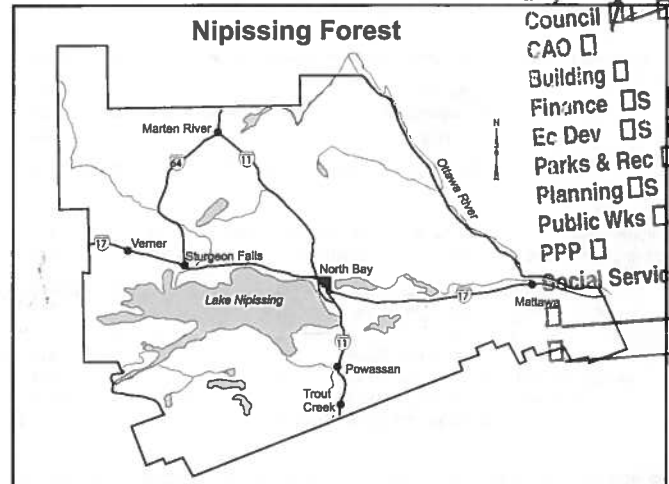 Nipissing Forest
Council
CAO
Building
Finance S
Ec Dev S
Parks & Rec
Planning S
Public Wks
PPP
Social Servic
Marten River
64
11
N
Ottawa River
17
Verner
Sturgeon Falls
North Bay
Lake Nipissing
17
Mattawa
11
Powassan
Trout
Creek